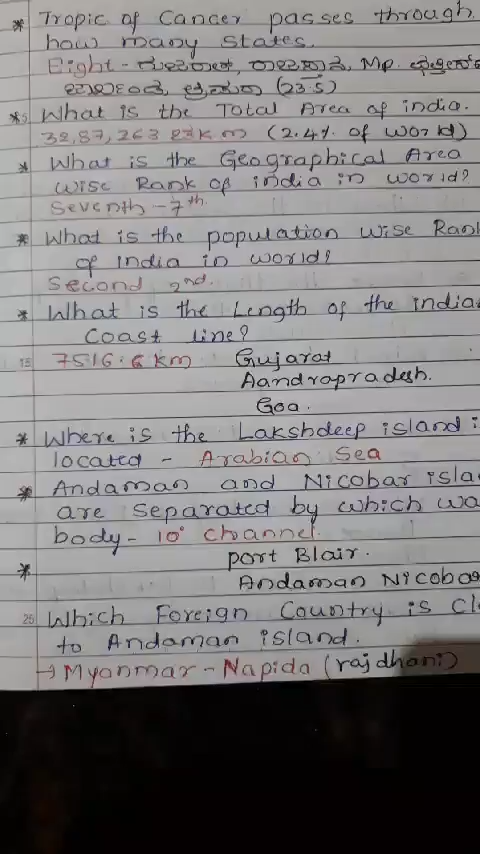 * Tropic of Cancer passes through
how many states.
Eight - Mp.
(23.5)
* What is the Total Area of india.
32,87,263 km (2.4% of world)
* What is the Geographical Area
wise Rank of india in world?
Seventh - 7th.
* What is the population wise Ran
of India in world?
Second 2nd.
* What is the Length of the india
Coast line?
15 7516.6 km Gujarat
Aandrapradesh.
Goa.
* Where is the Lakshdeep island i
located - Arabian Sea
* Andaman and Nicobar isla
are Separated by which wa
body - 10° channel.
* port Blair.
Andaman Nicobar
25 Which Foreign Country is Cl
to Andaman island.
→ Myanmar - Napida (rajdhani)